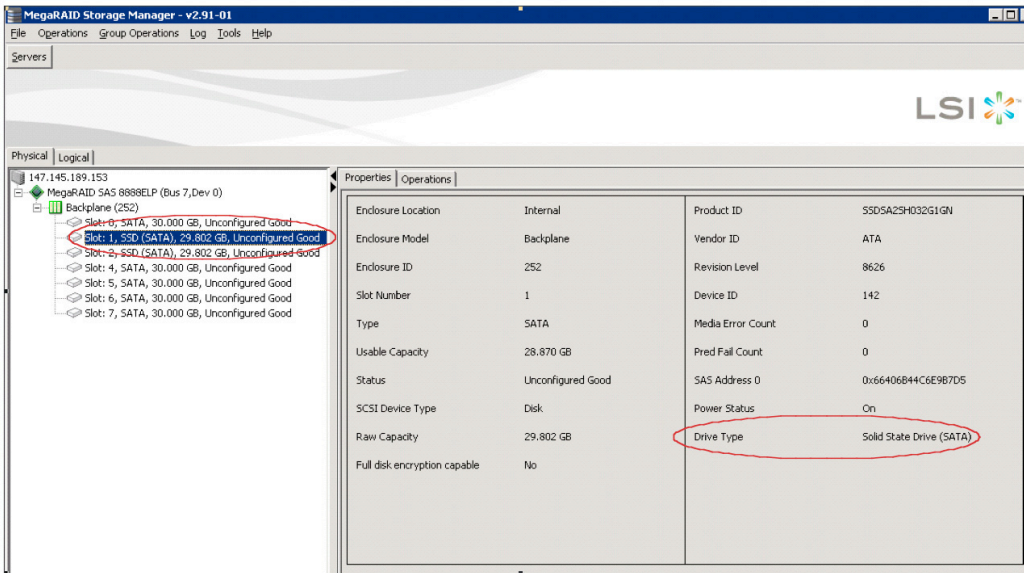 MegaRAID Storage Manager - v2.91-01
File Operations Group Operations Log Tools Help
Servers
LSI
Physical Logical
147.145.189.153
MegaRAID SAS 8888ELP (Bus 7,Dev 0)
Backplane (252)
Slot: 0, SATA, 30.000 GB, Unconfigured Good
Slot: 1, SSD (SATA), 29.802 GB, Unconfigured Good
Slot: 2, SSD (SATA), 29.802 GB, Unconfigured Good
Slot: 4, SATA, 30.000 GB, Unconfigured Good
Slot: 5, SATA, 30.000 GB, Unconfigured Good
Slot: 6, SATA, 30.000 GB, Unconfigured Good
Slot: 7, SATA, 30.000 GB, Unconfigured Good
Properties Operations
Enclosure Location Internal
Enclosure Model Backplane
Enclosure ID 252
Slot Number 1
Type SATA
Usable Capacity 28.870 GB
Status Unconfigured Good
SCSI Device Type Disk
Raw Capacity 29.802 GB
Full disk encryption capable No
Product ID SSDSA2SH032G1GN
Vendor ID ATA
Revision Level 8626
Device ID 142
Media Error Count 0
Pred Fail Count 0
SAS Address 0 0x66406B44C6E9B7D5
Power Status On
Drive Type Solid State Drive (SATA)